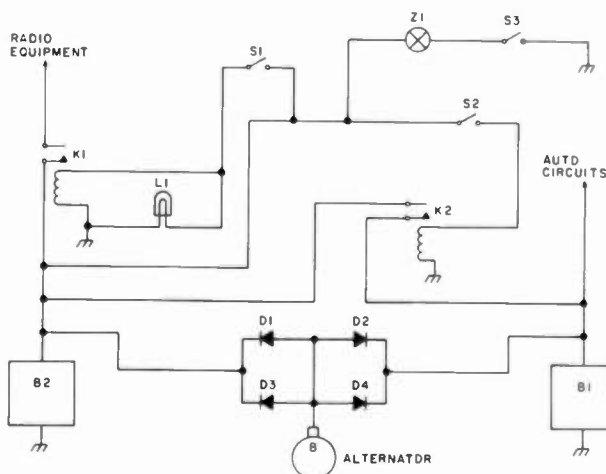 RADIO
EQUIPMENT
Z1
S3
S1
S2
K1
L1
AUTO
CIRCUITS
K2
D1
D2
B2
D3
D4
B1
B
ALTERNATOR